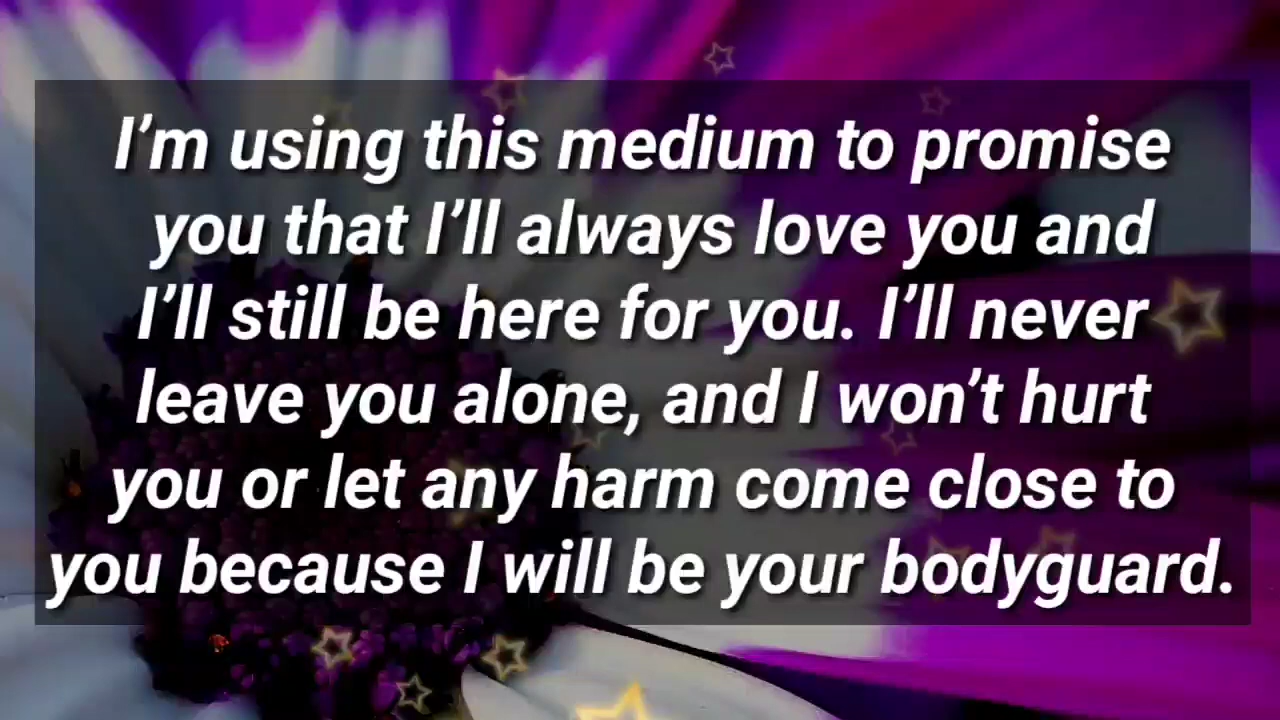 I’m using this medium to promise
you that I’ll always love you and
I’ll still be here for you. I’ll never
leave you alone, and I won’t hurt
you or let any harm come close to
you because I will be your bodyguard.